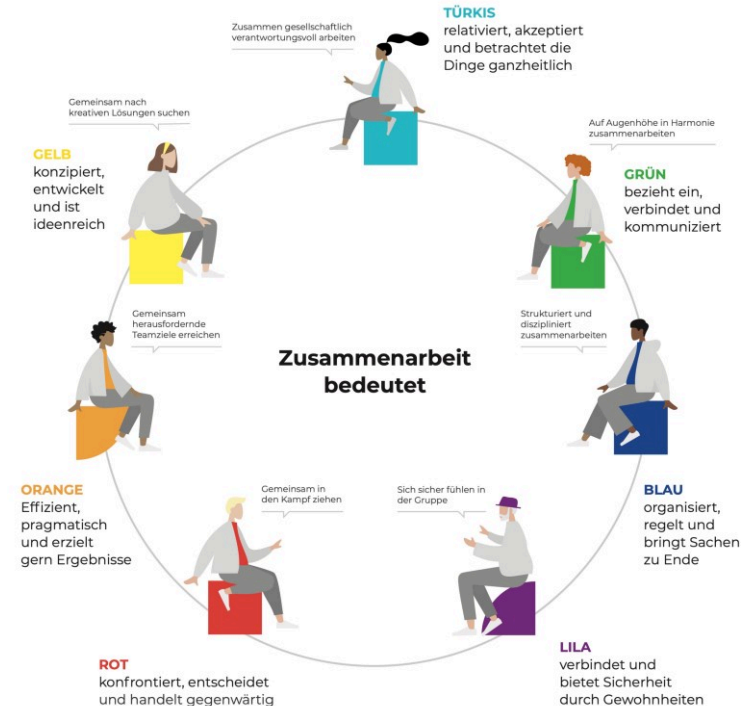 Zusammen gesellschaftlich
verantwortungsvoll arbeiten
TÜRKIS
relativiert, akzeptiert
und betrachtet die
Dinge ganzheitlich
Gemeinsam nach
kreativen Lösungen suchen
GELB
konzipiert,
entwickelt
und ist
ideenreich
Auf Augenhöhe in Harmonie
zusammenarbeiten
GRÜN
bezieht ein,
verbindet und
kommuniziert
Gemeinsam
herausfordernde
Teamziele erreichen
Strukturiert und
diszipliniert
zusammenarbeiten
Zusammenarbeit
bedeutet
ORANGE
Effizient,
pragmatisch
und erzielt
gern Ergebnisse
Gemeinsam in
den Kampf ziehen
Sich sicher fühlen in
der Gruppe
BLAU
organisiert,
regelt und
bringt Sachen
zu Ende
ROT
konfrontiert, entscheidet
und handelt gegenwärtig
LILA
verbindet und
bietet Sicherheit
durch Gewohnheiten